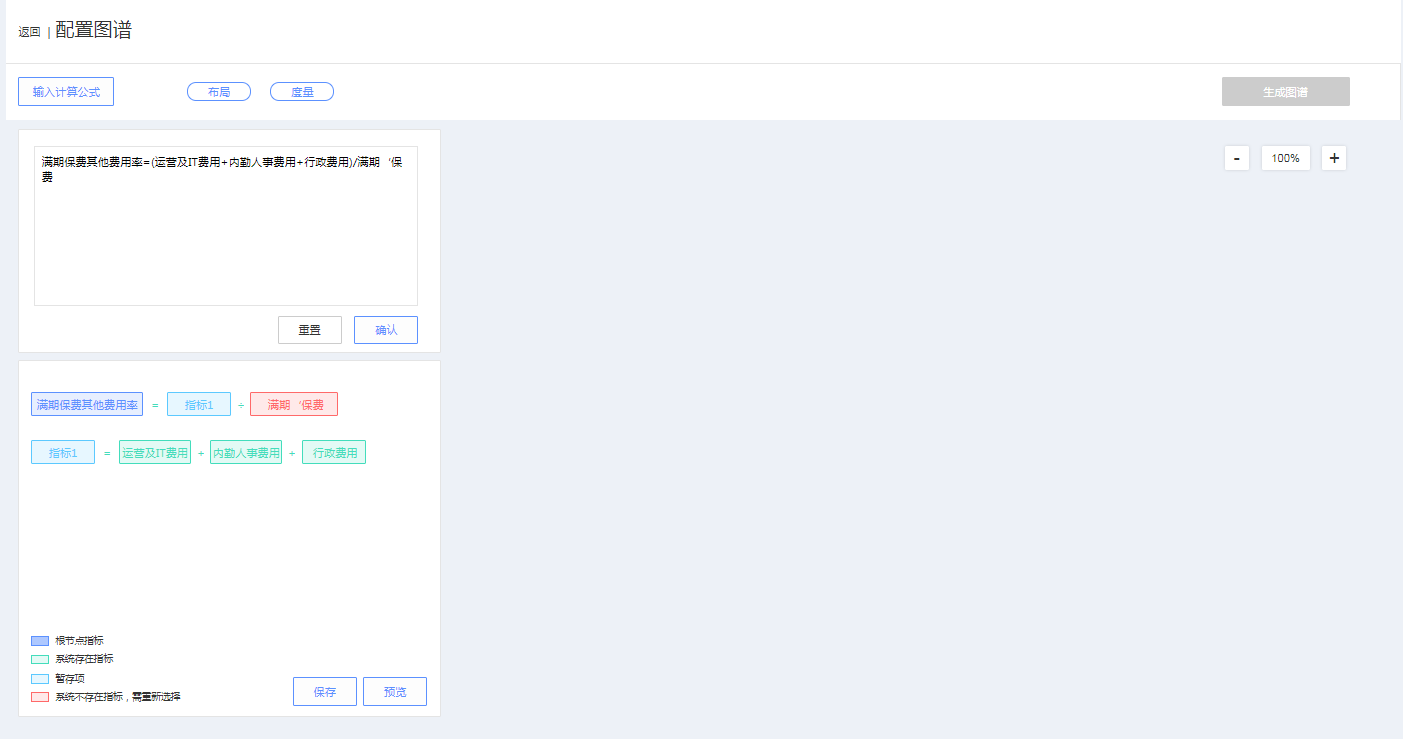 返回 | 配置图谱
输入计算公式 布局 度量 生成图谱
满期保费其他费用率=(运营及IT费用+内勤人事费用+行政费用)/满期‘保
费
- 100% +
重置 确认
满期保费其他费用率 = 指标1 ÷ 满期‘保费
指标1 = 运营及IT费用 + 内勤人事费用 + 行政费用
根节点指标
系统存在指标
暂存项
系统不存在指标，需重新选择
保存 预览